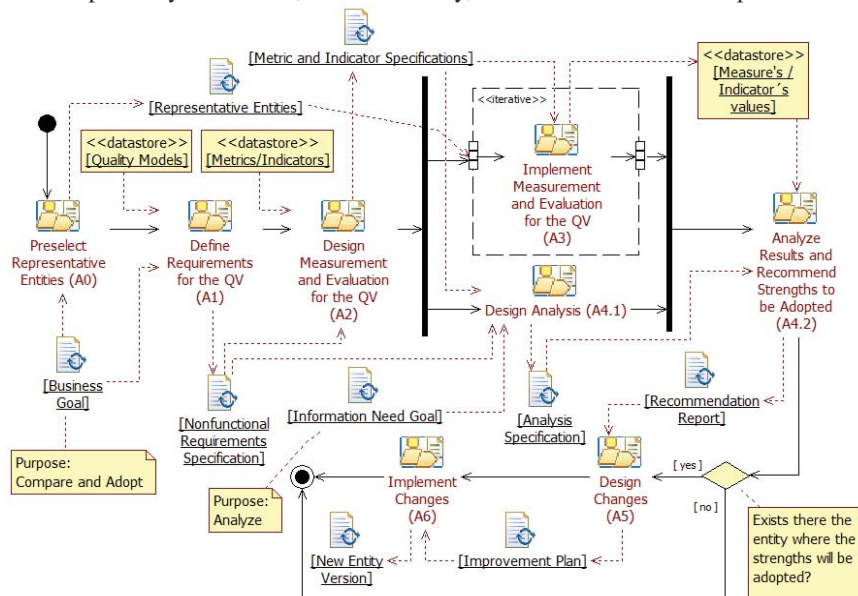 [Metric and Indicator Specifications]
<<datastore>>
[Measure's /
Indicator´s
values]
[Representative Entities]
<<iterative>>
<<datastore>>
[Quality Models]
<<datastore>>
[Metrics/Indicators]
Implement
Measurement
and Evaluation
for the QV
(A3)
Preselect
Representative
Entities (A0)
Define
Requirements
for the QV
(A1)
Design
Measurement
and Evaluation
for the QV
(A2)
Analyze
Results and
Recommend
Strengths to
be Adopted
(A4.2)
Design Analysis (A4.1)
[Business
Goal]
[Nonfunctional
Requirements
Specification]
[Information Need Goal]
[Analysis
Specification]
[Recommendation
Report]
Purpose:
Compare and Adopt
Purpose:
Analyze
Implement
Changes
(A6)
Design
Changes
(A5)
[ yes ]
[ no ]
Exists there the
entity where the
strengths will be
adopted?
[New Entity
Version]
[Improvement Plan]